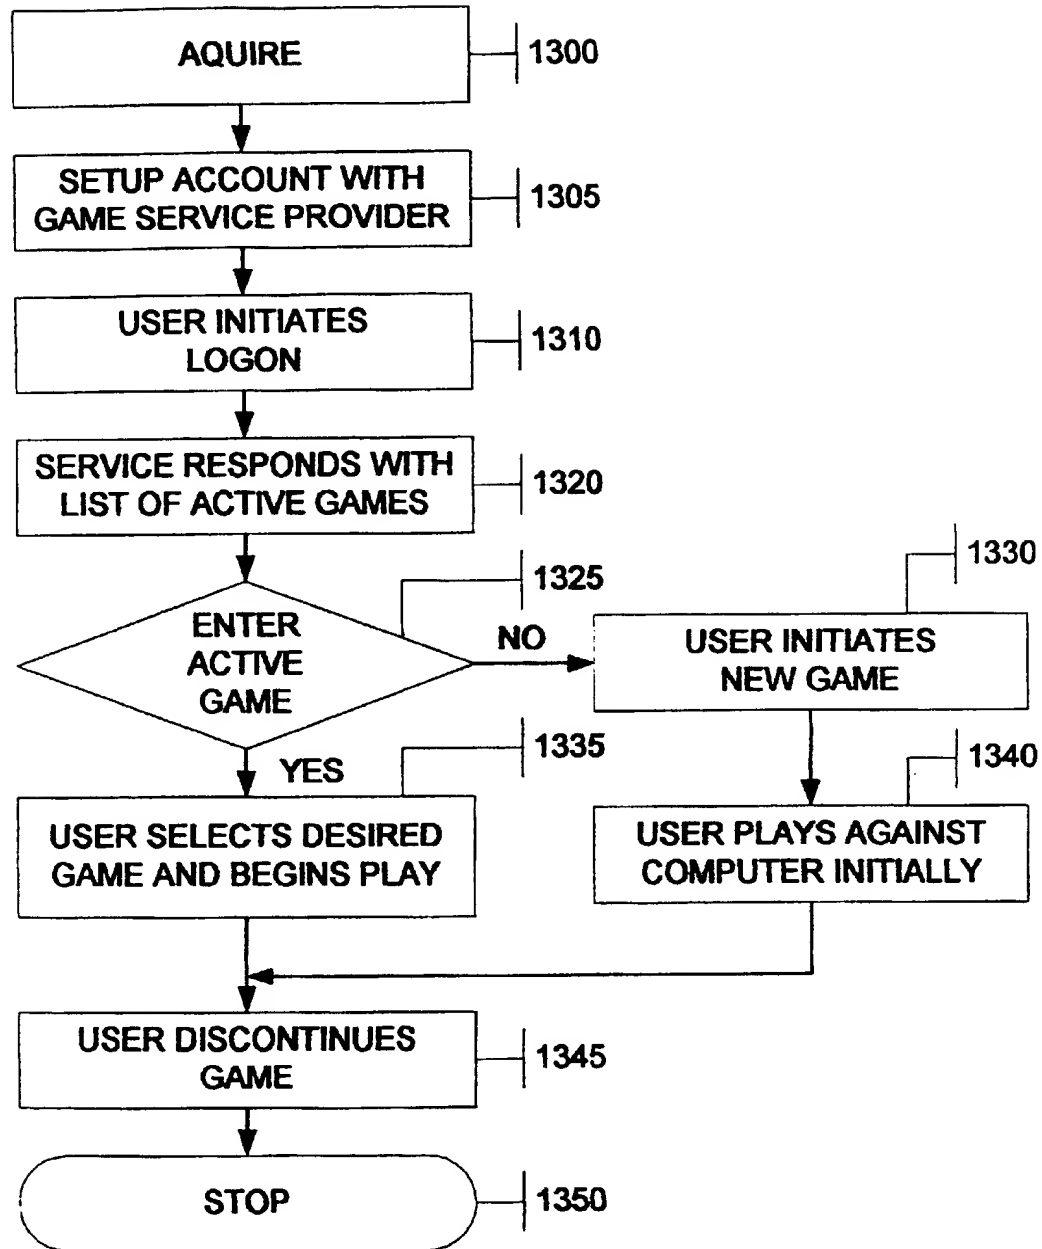 AQUIRE
1300
SETUP ACCOUNT WITH
GAME SERVICE PROVIDER
1305
USER INITIATES
LOGON
1310
SERVICE RESPONDS WITH
LIST OF ACTIVE GAMES
1320
1325
ENTER
ACTIVE
GAME
NO
1330
USER INITIATES
NEW GAME
YES
1335
USER SELECTS DESIRED
GAME AND BEGINS PLAY
1340
USER PLAYS AGAINST
COMPUTER INITIALLY
USER DISCONTINUES
GAME
1345
STOP
1350